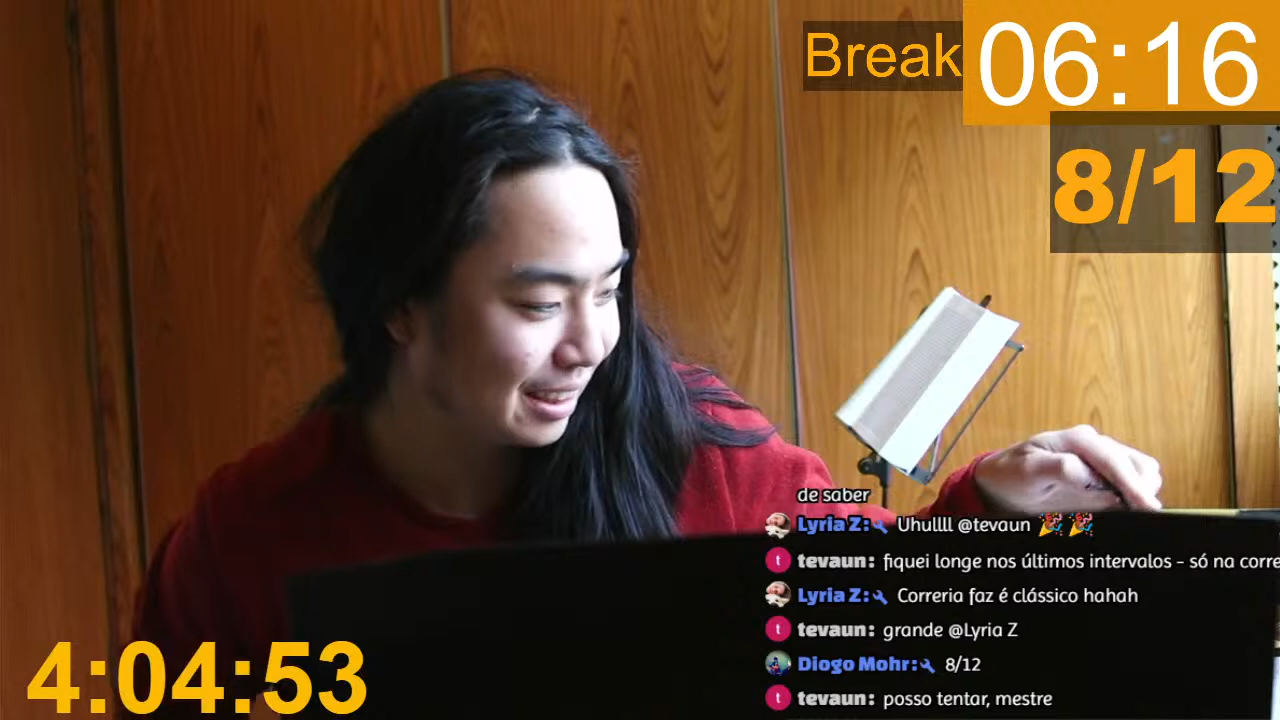 Break 06:16
8/12
de saber
Lyria Z: Uhullll @tevaun 🎉 🎉
t tevaun: fiquei longe nos últimos intervalos - só na corre
Lyria Z: Correria faz é clássico hahah
t tevaun: grande @Lyria Z
Diogo Mohr: 8/12
t tevaun: posso tentar, mestre
4:04:53